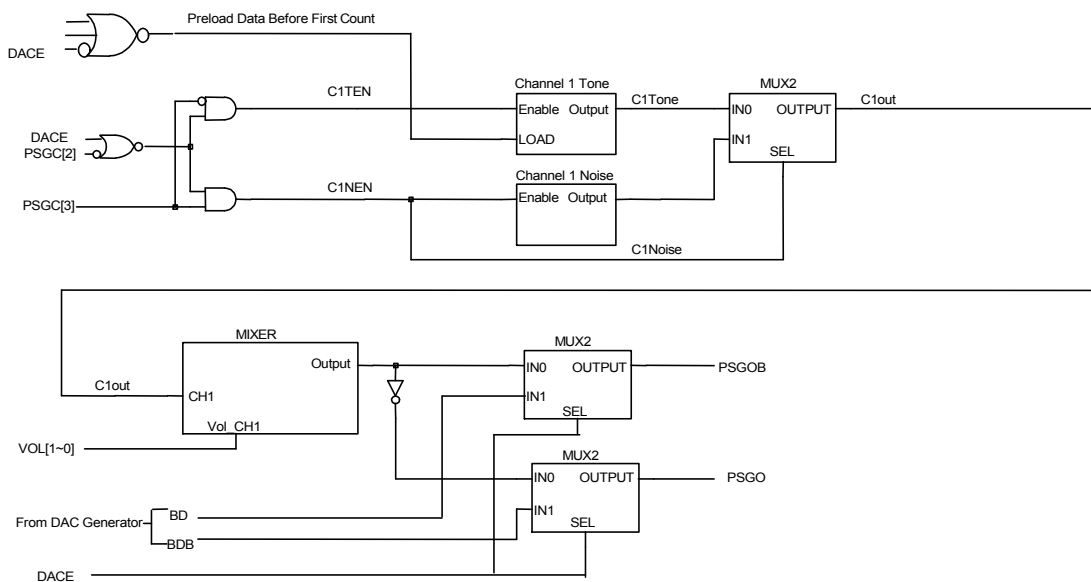 Preload Data Before First Count
DACE
C1TEN
Channel 1 Tone
Enable Output
LOAD
C1Tone
MUX2
IN0 OUTPUT
IN1
SEL
C1out
DACE
PSGC[2]
PSGC[3]
C1NEN
Channel 1 Noise
Enable Output
C1Noise
MIXER
Output
C1out
CH1
Vol_CH1
VOL[1~0]
MUX2
IN0 OUTPUT
IN1
SEL
PSGOB
MUX2
IN0 OUTPUT
IN1
SEL
PSGO
From DAC Generator
BD
BDB
DACE